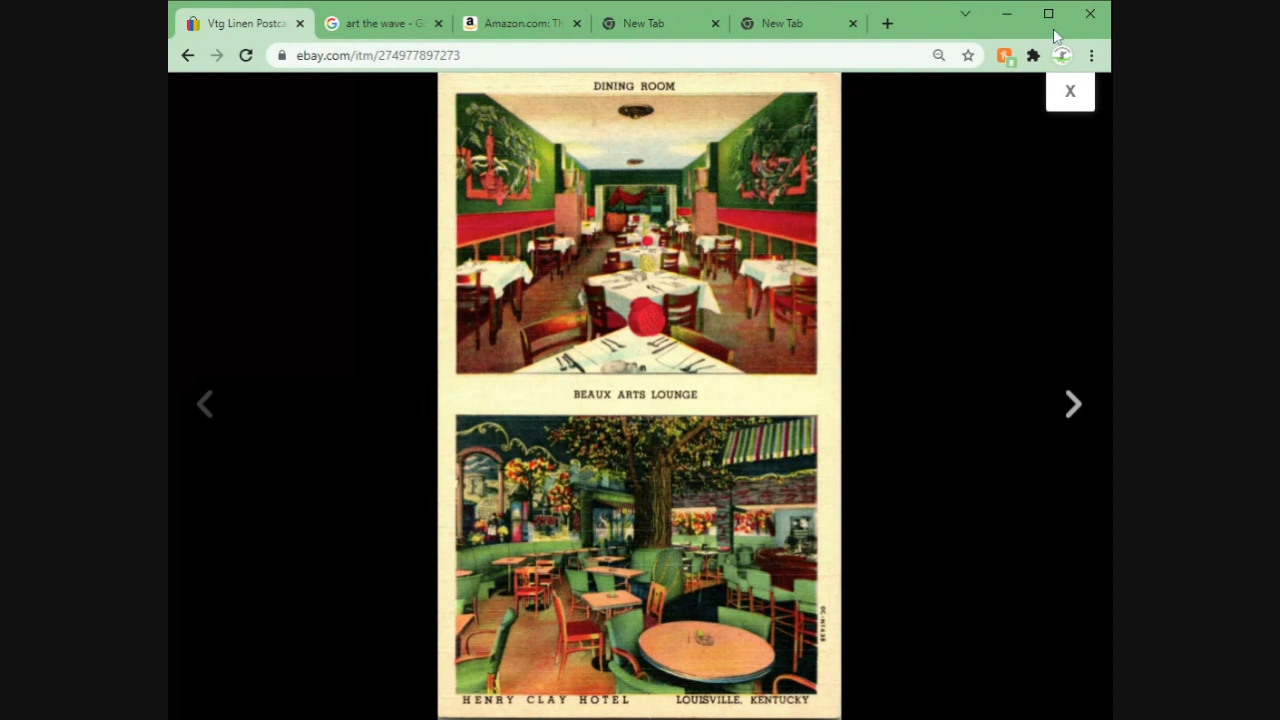 Vtg Linen Postca
art the wave - G
Amazon.com: Th
New Tab
New Tab
ebay.com/itm/274977897273
X
DINING ROOM
BEAUX ARTS LOUNGE
HENRY CLAY HOTEL LOUISVILLE, KENTUCKY